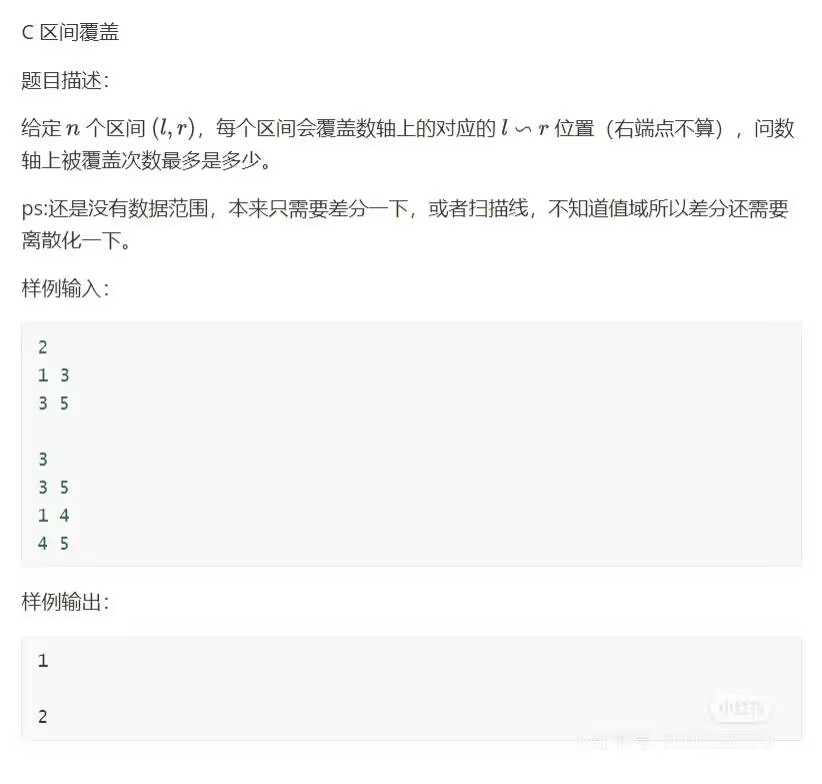 C 区间覆盖
题目描述：
给定 n 个区间 (l, r)，每个区间会覆盖数轴上的对应的 l ∽ r 位置（右端点不算），问数
轴上被覆盖次数最多是多少。
ps:还是没有数据范围，本来只需要差分一下，或者扫描线，不知道值域所以差分还需要
离散化一下。
样例输入：
2
1 3
3 5
3
3 5
1 4
4 5
样例输出：
1
2
小红书